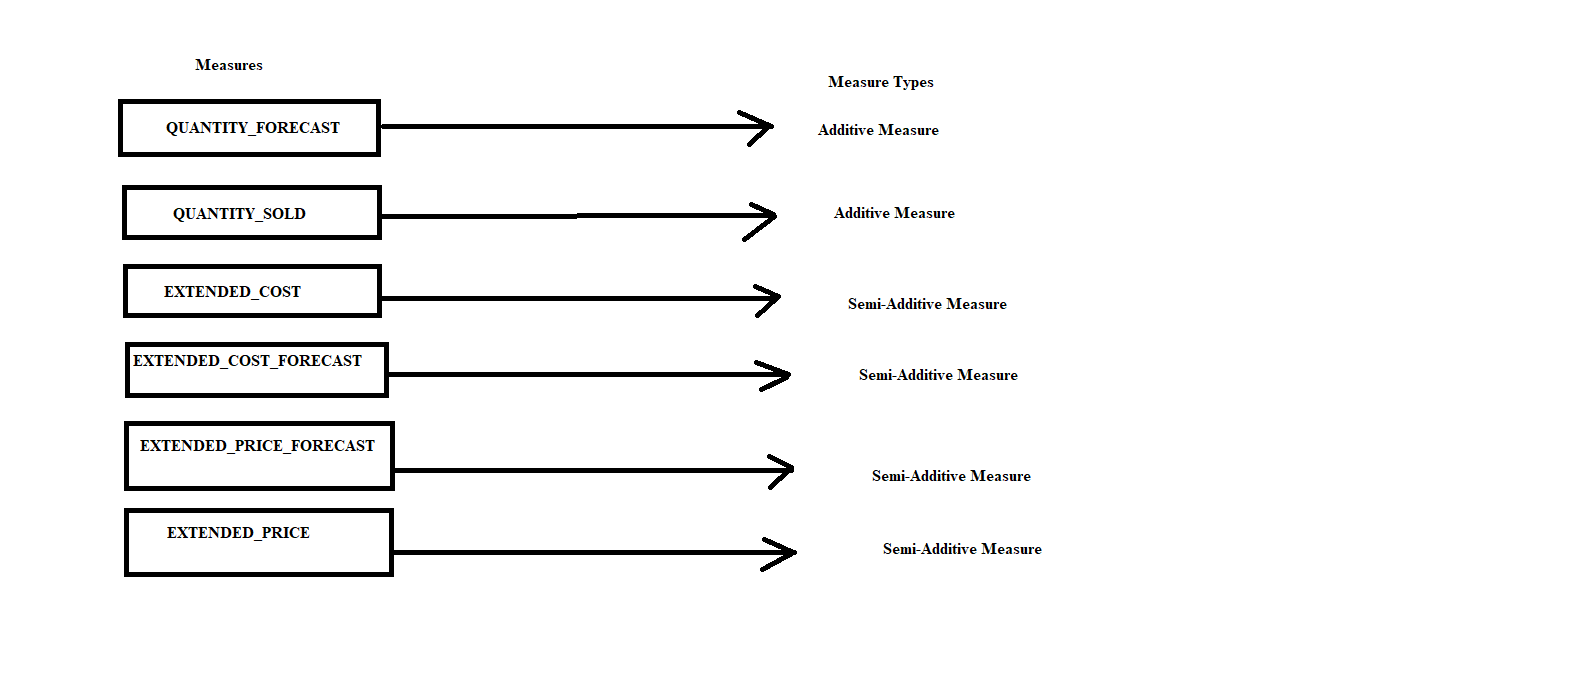 Measures
Measure Types
QUANTITY_FORECAST
Additive Measure
QUANTITY_SOLD
Additive Measure
EXTENDED_COST
Semi-Additive Measure
EXTENDED_COST_FORECAST
Semi-Additive Measure
EXTENDED_PRICE_FORECAST
Semi-Additive Measure
EXTENDED_PRICE
Semi-Additive Measure